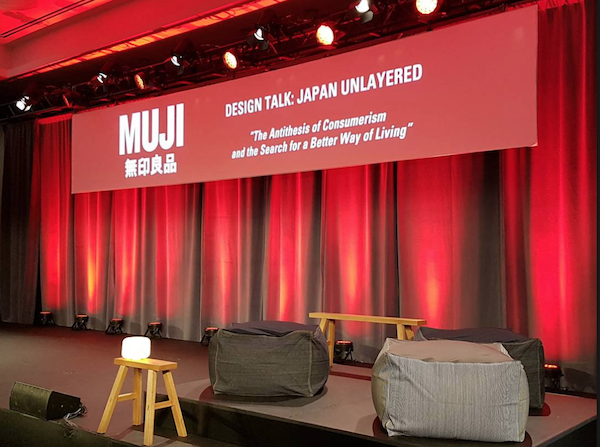 MUJI
無印良品
DESIGN TALK: JAPAN UNLAYERED
"The Antithesis of Consumerism
and the Search for a Better Way of Living"